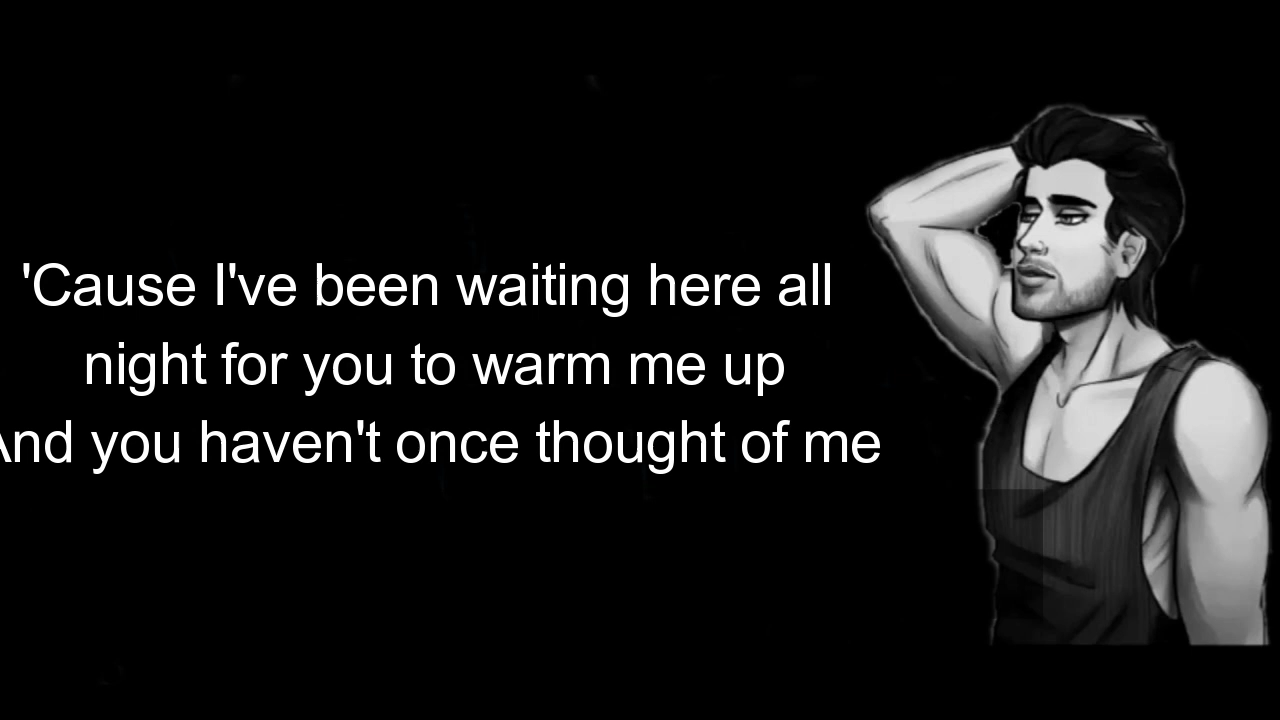 'Cause I've been waiting here all
night for you to warm me up
And you haven't once thought of me